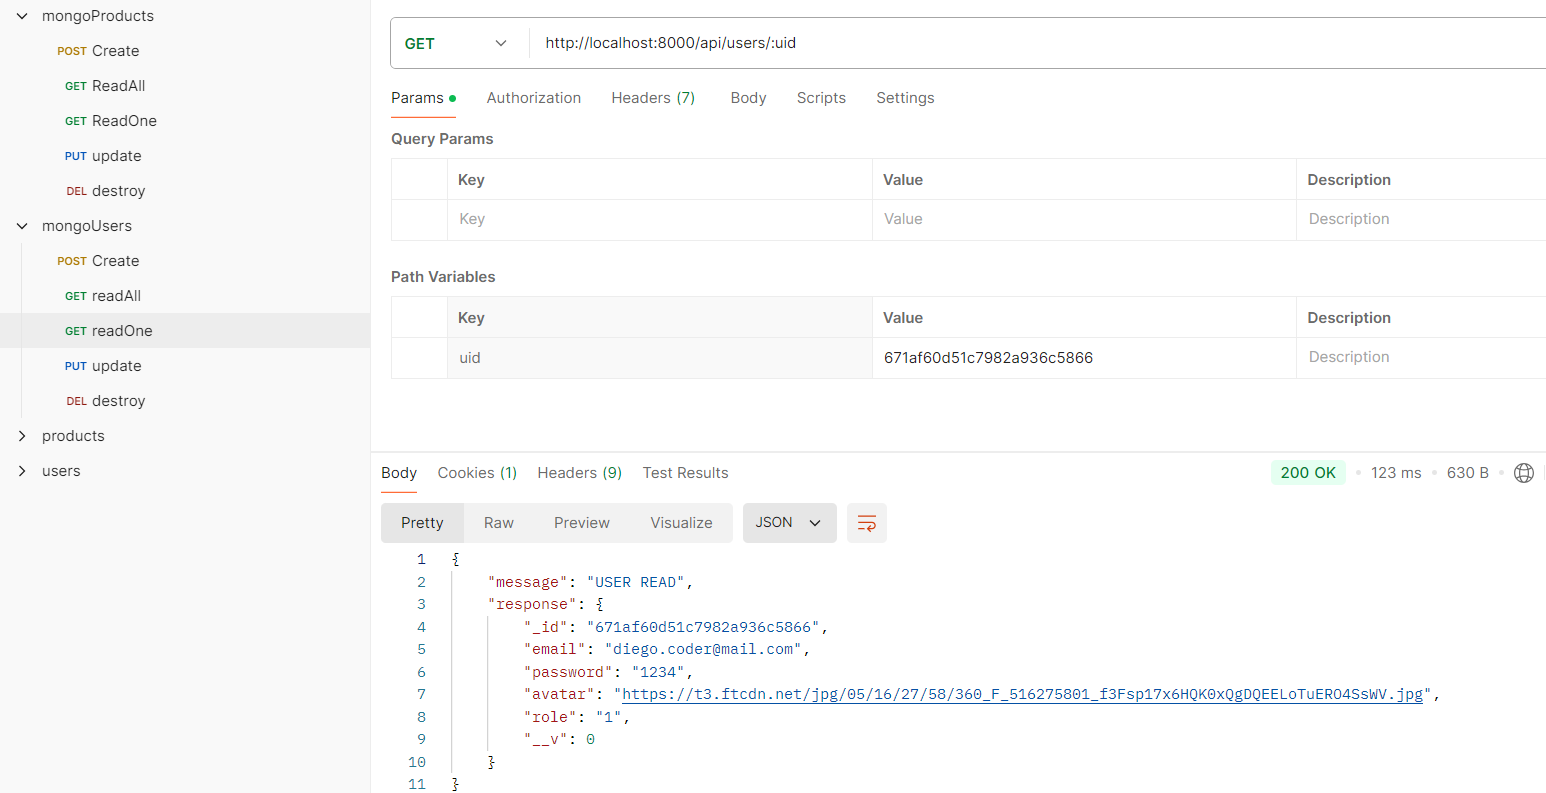 mongoProducts
POST Create
GET ReadAll
GET ReadOne
PUT update
DEL destroy
mongoUsers
POST Create
GET readAll
GET readOne
PUT update
DEL destroy
products
users
GET http://localhost:8000/api/users/:uid
Params Authorization Headers (7) Body Scripts Settings
Query Params
Key Value Description
Key Value Description
Path Variables
Key Value Description
uid 671af60d51c7982a936c5866 Description
Body Cookies (1) Headers (9) Test Results 200 OK 123 ms 630 B
Pretty Raw Preview Visualize JSON
1 {
2 "message": "USER READ",
3 "response": {
4 "_id": "671af60d51c7982a936c5866",
5 "email": "diego.coder@mail.com",
6 "password": "1234",
7 "avatar": "https://t3.ftcdn.net/jpg/05/16/27/58/360_F_516275801_f3Fsp17x6HQK0xQgDQEELoTuERO4SsWV.jpg",
8 "role": "1",
9 "__v": 0
10 }
11 }